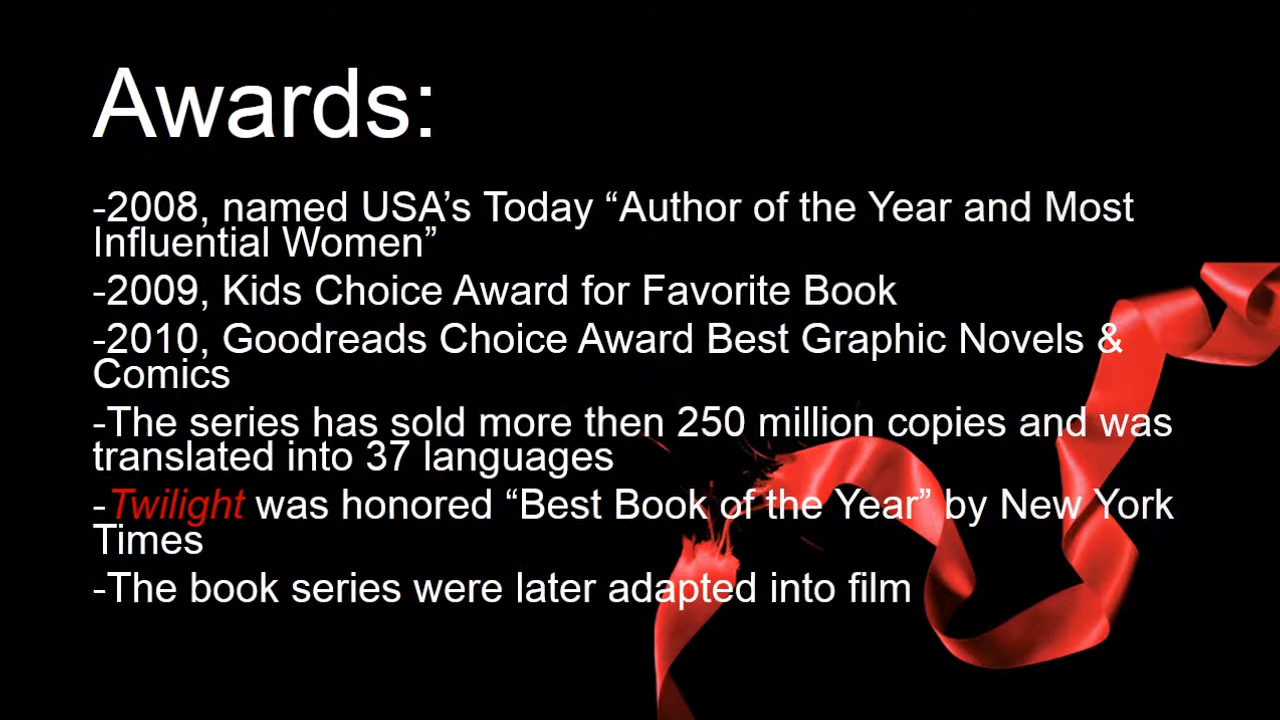 Awards:
-2008, named USA’s Today “Author of the Year and Most
Influential Women”
-2009, Kids Choice Award for Favorite Book
-2010, Goodreads Choice Award Best Graphic Novels &
Comics
-The series has sold more then 250 million copies and was
translated into 37 languages
-Twilight was honored “Best Book of the Year” by New York
Times
-The book series were later adapted into film